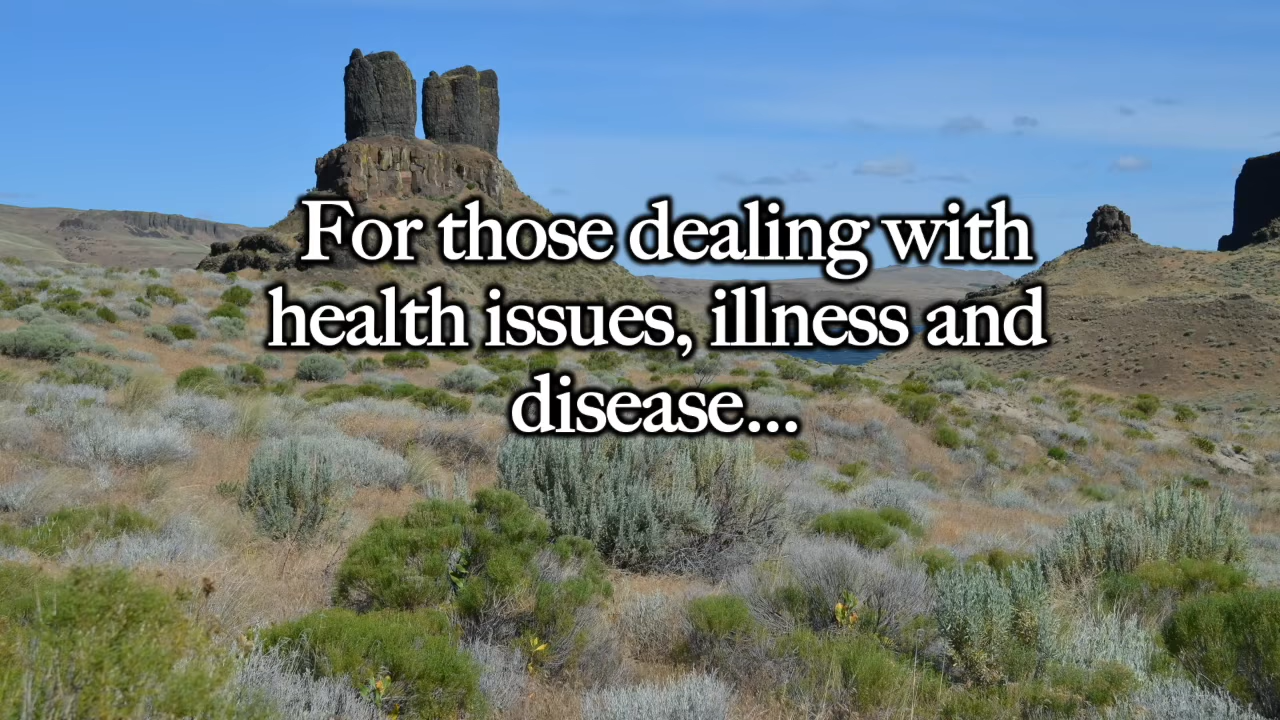 For those dealing with
health issues, illness and
disease...